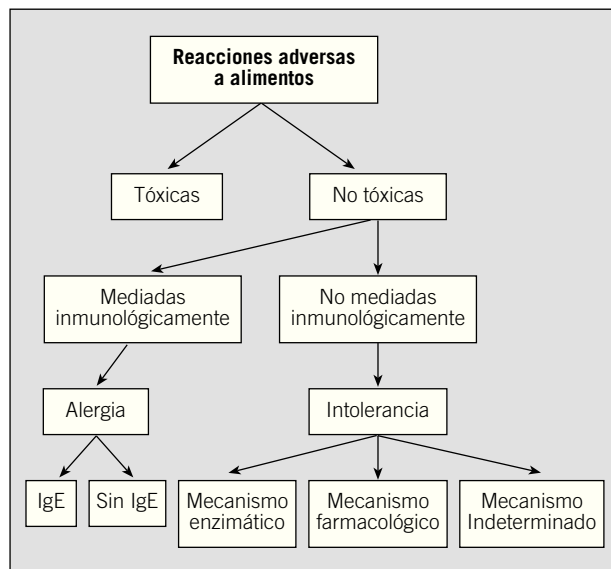 Reacciones adversas
a alimentos
Tóxicas
No tóxicas
Mediadas
inmunológicamente
No mediadas
inmunológicamente
Alergia
Intolerancia
IgE
Sin IgE
Mecanismo
enzimático
Mecanismo
farmacológico
Mecanismo
Indeterminado